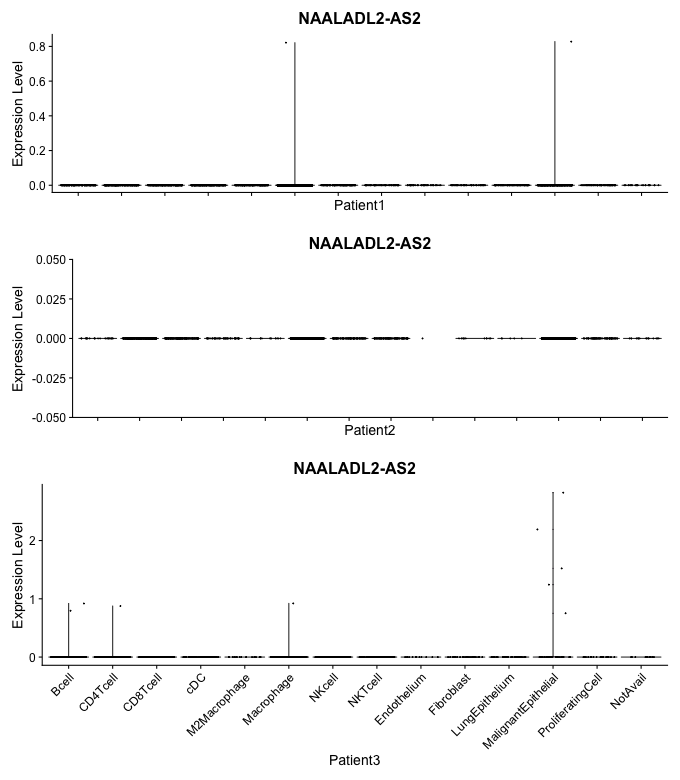 NAALADL2-AS2
Expression Level
0.8
0.6
0.4
0.2
0.0
Patient1
NAALADL2-AS2
Expression Level
0.050
0.025
0.000
-0.025
-0.050
Patient2
NAALADL2-AS2
Expression Level
2
1
0
Bcell
CD4Tcell
CD8Tcell
cDC
M2Macrophage
Macrophage
NKcell
NKTcell
Endothelium
Fibroblast
LungEpithelium
MalignantEpithelial
ProliferatingCell
NotAvail
Patient3